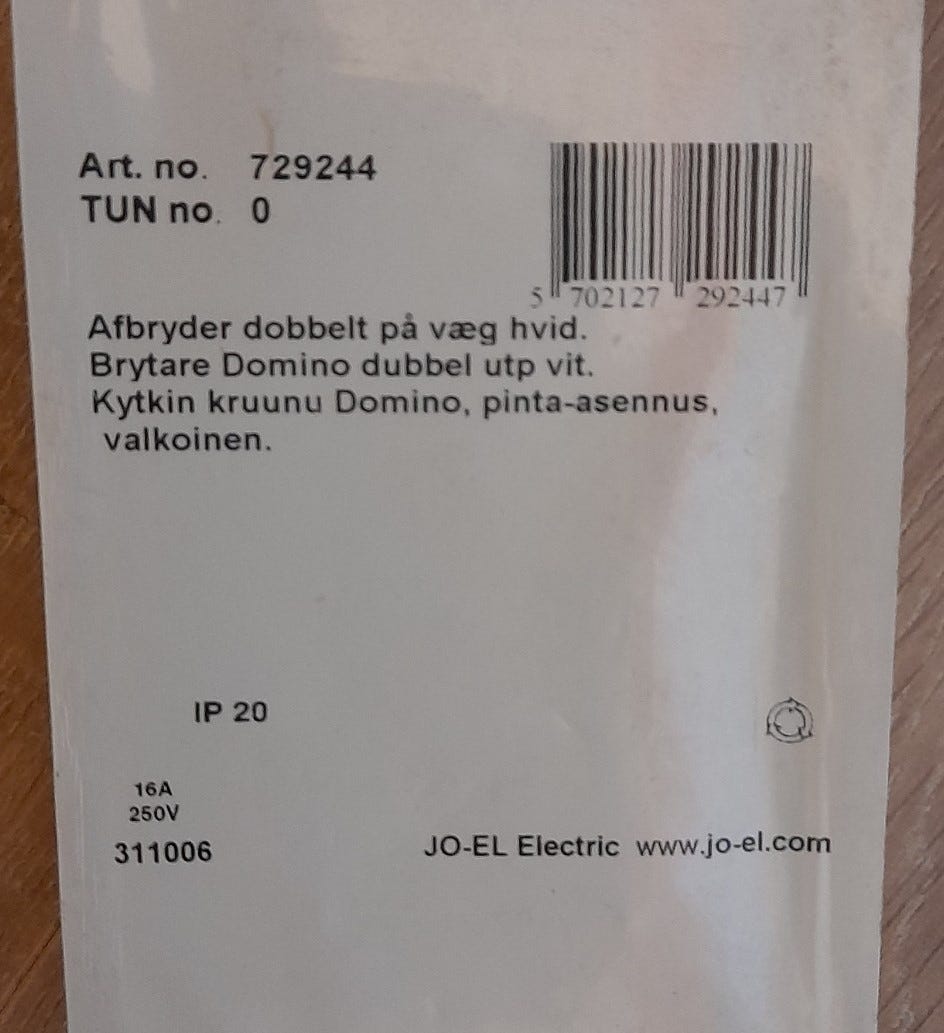 Art. no. 729244
TUN no. 0
5 702127 292447
Afbryder dobbelt på væg hvid.
Brytare Domino dubbel utp vit.
Kytkin kruunu Domino, pinta-asennus,
valkoinen.
IP 20
16A
250V
311006
JO-EL Electric www.jo-el.com